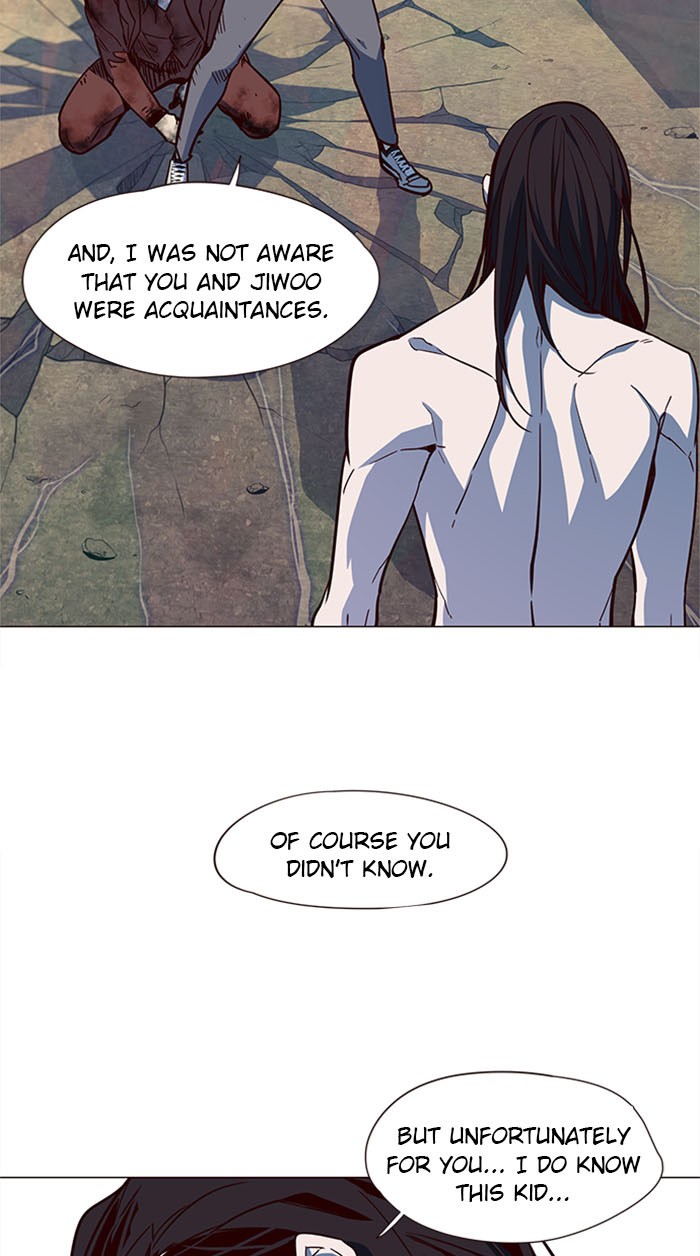 AND, I WAS NOT AWARE
THAT YOU AND JIWOO
WERE ACQUAINTANCES.
OF COURSE YOU
DIDN'T KNOW.
BUT UNFORTUNATELY
FOR YOU... I DO KNOW
THIS KID...